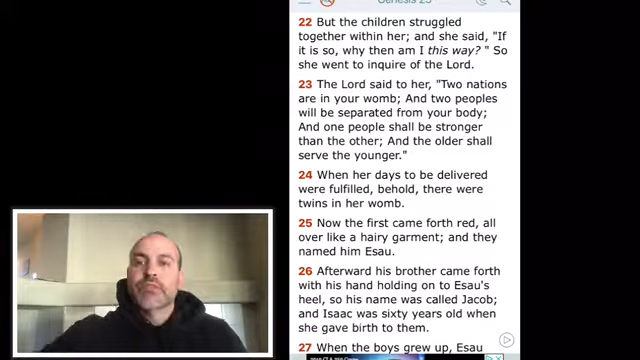 Genesis 25
22 But the children struggled
together within her; and she said, "If
it is so, why then am I this way? " So
she went to inquire of the Lord.
23 The Lord said to her, "Two nations
are in your womb; And two peoples
will be separated from your body;
And one people shall be stronger
than the other; And the older shall
serve the younger."
24 When her days to be delivered
were fulfilled, behold, there were
twins in her womb.
25 Now the first came forth red, all
over like a hairy garment; and they
named him Esau.
26 Afterward his brother came forth
with his hand holding on to Esau's
heel, so his name was called Jacob;
and Isaac was sixty years old when
she gave birth to them.
27 When the boys grew up, Esau